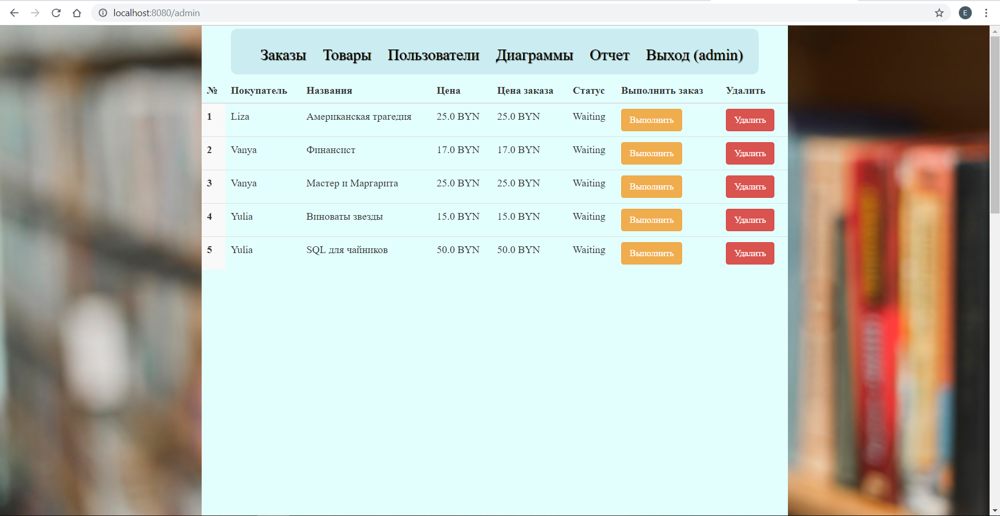 localhost:8080/admin
E
Заказы Товары Пользователи Диаграммы Отчет Выход (admin)
№ Покупатель Названия Цена Цена заказа Статус Выполнить заказ Удалить
1 Liza Американская трагедия 25.0 BYN 25.0 BYN Waiting Выполнить Удалить
2 Vanya Финансист 17.0 BYN 17.0 BYN Waiting Выполнить Удалить
3 Vanya Мастер и Маргарита 25.0 BYN 25.0 BYN Waiting Выполнить Удалить
4 Yulia Виноваты звезды 15.0 BYN 15.0 BYN Waiting Выполнить Удалить
5 Yulia SQL для чайников 50.0 BYN 50.0 BYN Waiting Выполнить Удалить